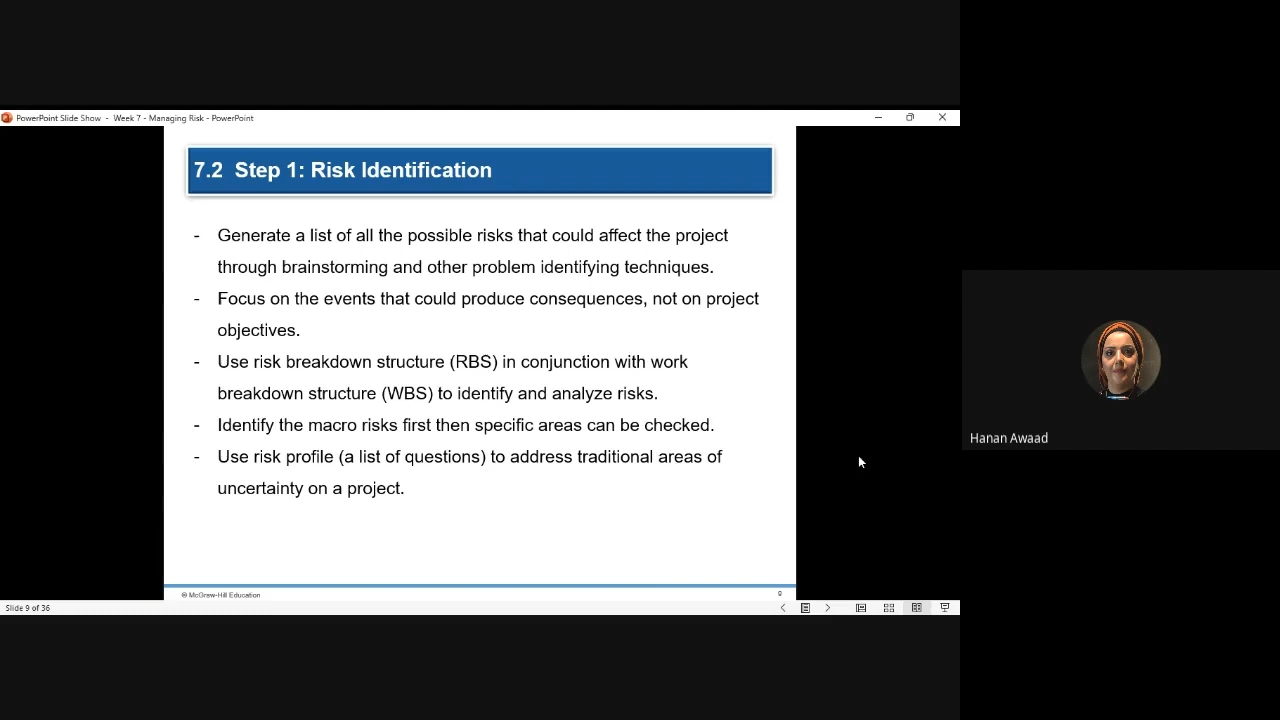 PowerPoint Slide Show - Week 7 - Managing Risk - PowerPoint
7.2 Step 1: Risk Identification
- Generate a list of all the possible risks that could affect the project
through brainstorming and other problem identifying techniques.
- Focus on the events that could produce consequences, not on project
objectives.
- Use risk breakdown structure (RBS) in conjunction with work
breakdown structure (WBS) to identify and analyze risks.
- Identify the macro risks first then specific areas can be checked.
- Use risk profile (a list of questions) to address traditional areas of
uncertainty on a project.
© McGraw-Hill Education
9
Slide 9 of 36
Hanan Awaad